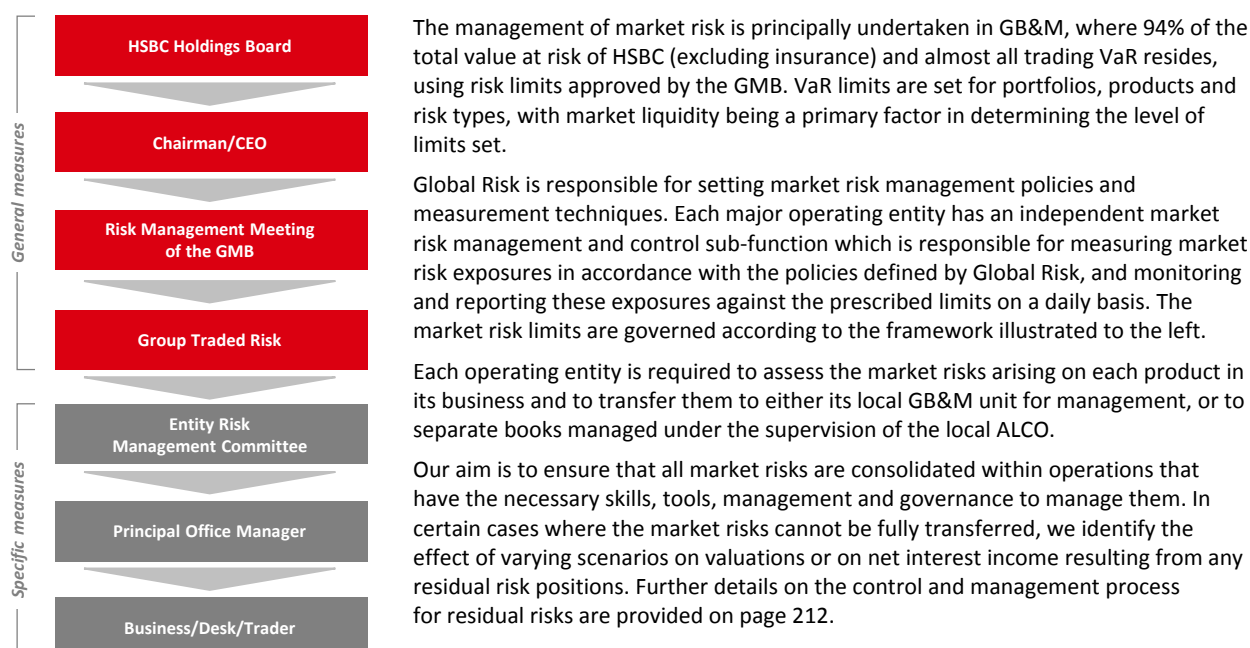 General measures
HSBC Holdings Board
Chairman/CEO
Risk Management Meeting
of the GMB
Group Traded Risk
Specific measures
Entity Risk
Management Committee
Principal Office Manager
Business/Desk/Trader
The management of market risk is principally undertaken in GB&M, where 94% of the
total value at risk of HSBC (excluding insurance) and almost all trading VaR resides,
using risk limits approved by the GMB. VaR limits are set for portfolios, products and
risk types, with market liquidity being a primary factor in determining the level of
limits set.
Global Risk is responsible for setting market risk management policies and
measurement techniques. Each major operating entity has an independent market
risk management and control sub-function which is responsible for measuring market
risk exposures in accordance with the policies defined by Global Risk, and monitoring
and reporting these exposures against the prescribed limits on a daily basis. The
market risk limits are governed according to the framework illustrated to the left.
Each operating entity is required to assess the market risks arising on each product in
its business and to transfer them to either its local GB&M unit for management, or to
separate books managed under the supervision of the local ALCO.
Our aim is to ensure that all market risks are consolidated within operations that
have the necessary skills, tools, management and governance to manage them. In
certain cases where the market risks cannot be fully transferred, we identify the
effect of varying scenarios on valuations or on net interest income resulting from any
residual risk positions. Further details on the control and management process
for residual risks are provided on page 212.